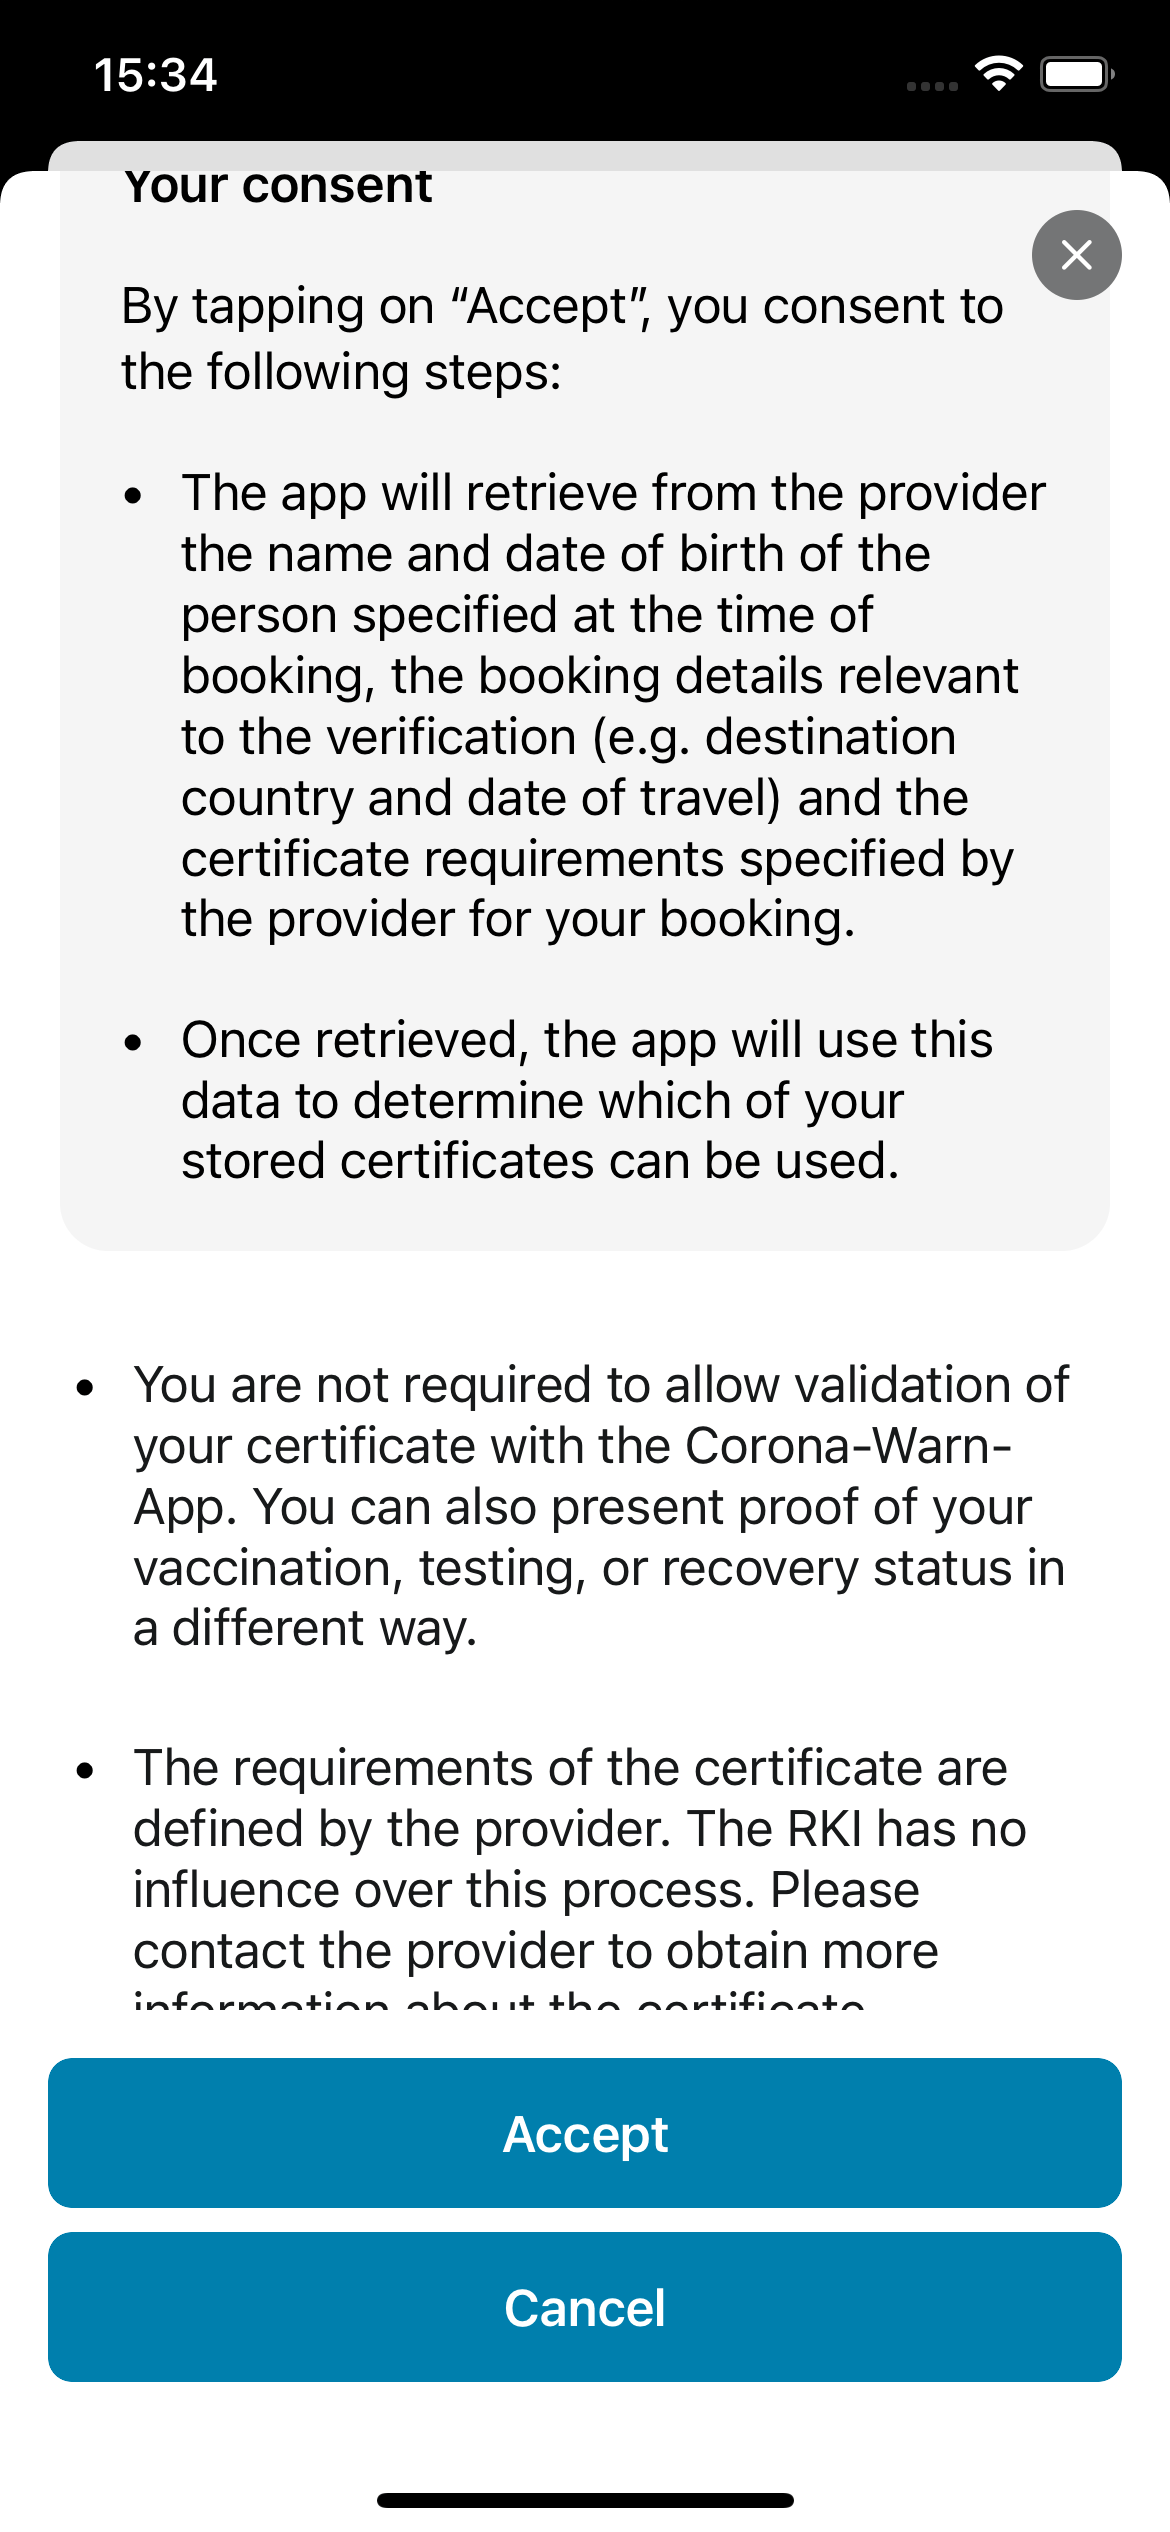 15:34
Your consent
By tapping on “Accept”, you consent to
the following steps:
• The app will retrieve from the provider
the name and date of birth of the
person specified at the time of
booking, the booking details relevant
to the verification (e.g. destination
country and date of travel) and the
certificate requirements specified by
the provider for your booking.
• Once retrieved, the app will use this
data to determine which of your
stored certificates can be used.
• You are not required to allow validation of
your certificate with the Corona-Warn-
App. You can also present proof of your
vaccination, testing, or recovery status in
a different way.
• The requirements of the certificate are
defined by the provider. The RKI has no
influence over this process. Please
contact the provider to obtain more
information about the certificate
Accept
Cancel